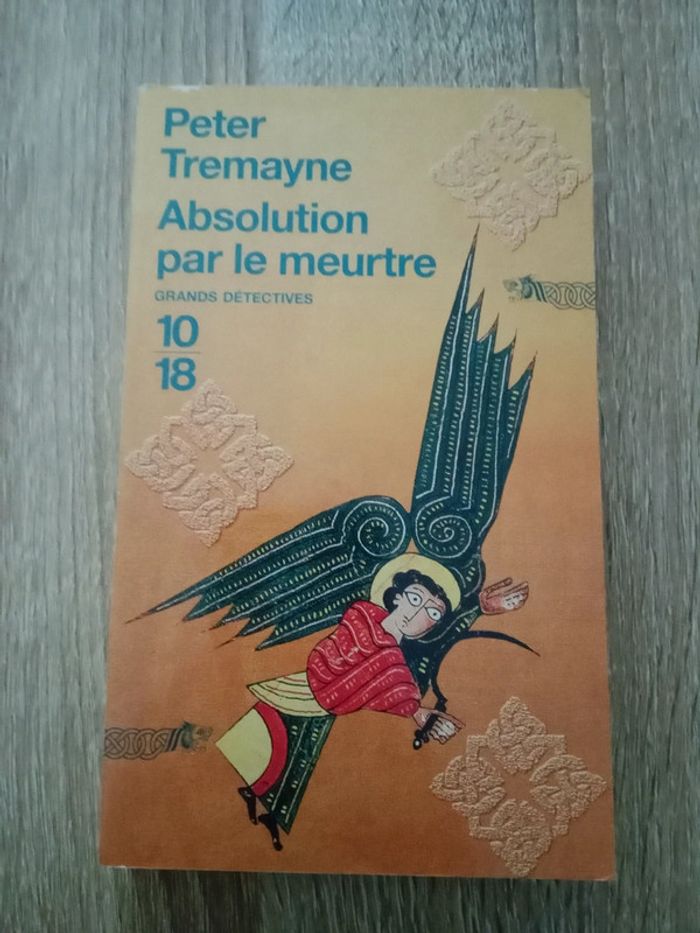 Peter
Tremayne
Absolution
par le meurtre
GRANDS DÉTECTIVES
10
18